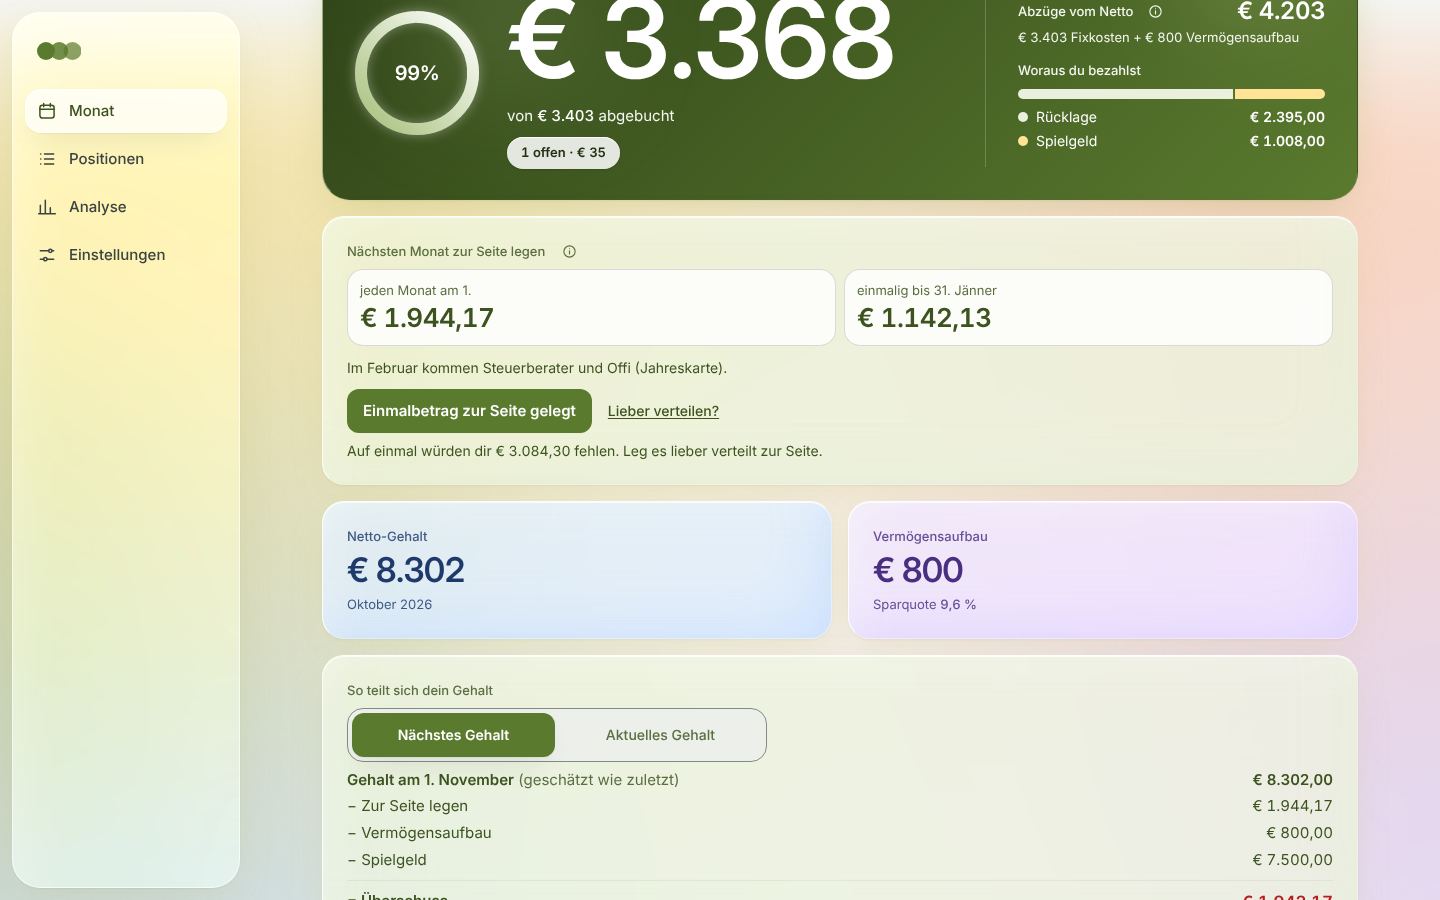 Monat
Positionen
Analyse
Einstellungen
99%
€ 3.368
von € 3.403 abgebucht
1 offen · € 35
Abzüge vom Netto € 4.203
€ 3.403 Fixkosten + € 800 Vermögensaufbau
Woraus du bezahlst
Rücklage € 2.395,00
Spielgeld € 1.008,00
Nächsten Monat zur Seite legen
jeden Monat am 1.
€ 1.944,17
einmalig bis 31. Jänner
€ 1.142,13
Im Februar kommen Steuerberater und Offi (Jahreskarte).
Einmalbetrag zur Seite gelegt Lieber verteilen?
Auf einmal würden dir € 3.084,30 fehlen. Leg es lieber verteilt zur Seite.
Netto-Gehalt
€ 8.302
Oktober 2026
Vermögensaufbau
€ 800
Sparquote 9,6 %
So teilt sich dein Gehalt
Nächstes Gehalt Aktuelles Gehalt
Gehalt am 1. November (geschätzt wie zuletzt) € 8.302,00
– Zur Seite legen € 1.944,17
– Vermögensaufbau € 800,00
– Spielgeld € 7.500,00